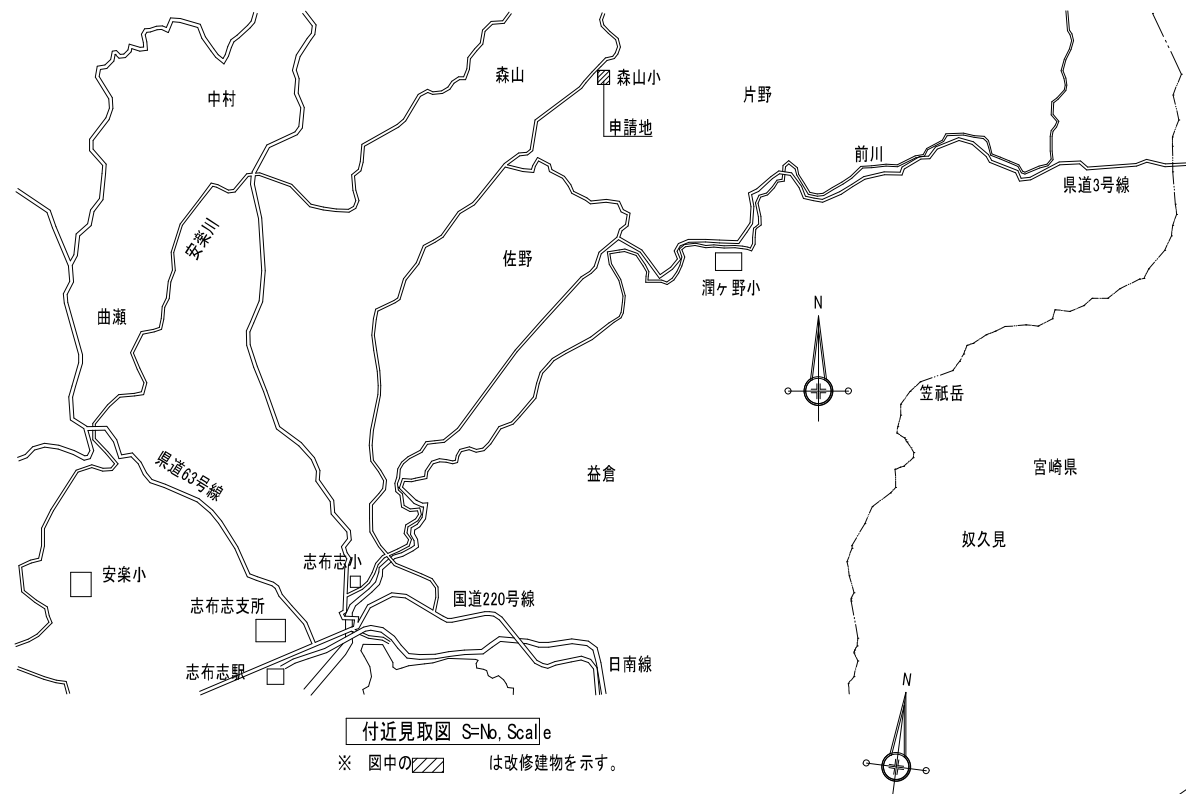 森山
森山小
中村
片野
申請地
前川
県道3号線
安楽川
佐野
潤ヶ野小
N
曲瀬
笠祇岳
県道63号線
益倉
宮崎県
奴久見
志布志小
安楽小
志布志支所
国道220号線
日南線
志布志駅
N
付近見取図 S=No,Scale
※ 図中の は改修建物を示す。